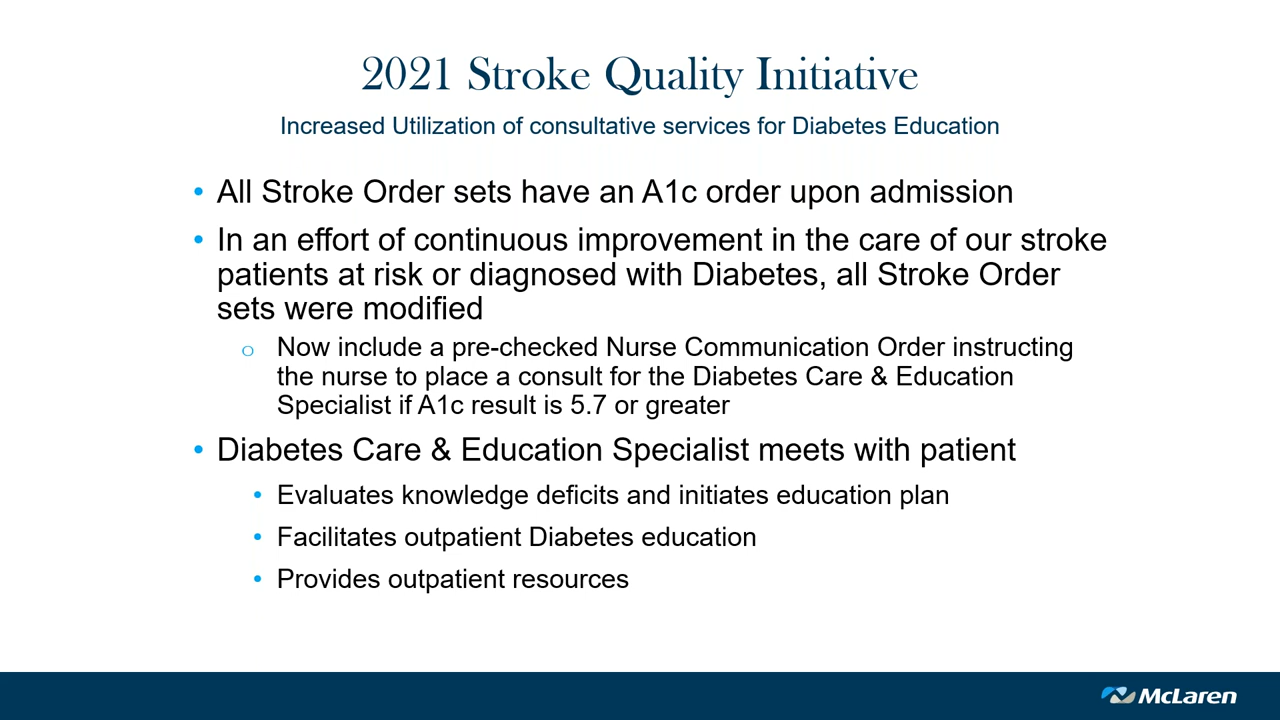 2021 Stroke Quality Initiative
Increased Utilization of consultative services for Diabetes Education
• All Stroke Order sets have an A1c order upon admission
• In an effort of continuous improvement in the care of our stroke
patients at risk or diagnosed with Diabetes, all Stroke Order
sets were modified
o Now include a pre-checked Nurse Communication Order instructing
the nurse to place a consult for the Diabetes Care & Education
Specialist if A1c result is 5.7 or greater
• Diabetes Care & Education Specialist meets with patient
• Evaluates knowledge deficits and initiates education plan
• Facilitates outpatient Diabetes education
• Provides outpatient resources
McLaren